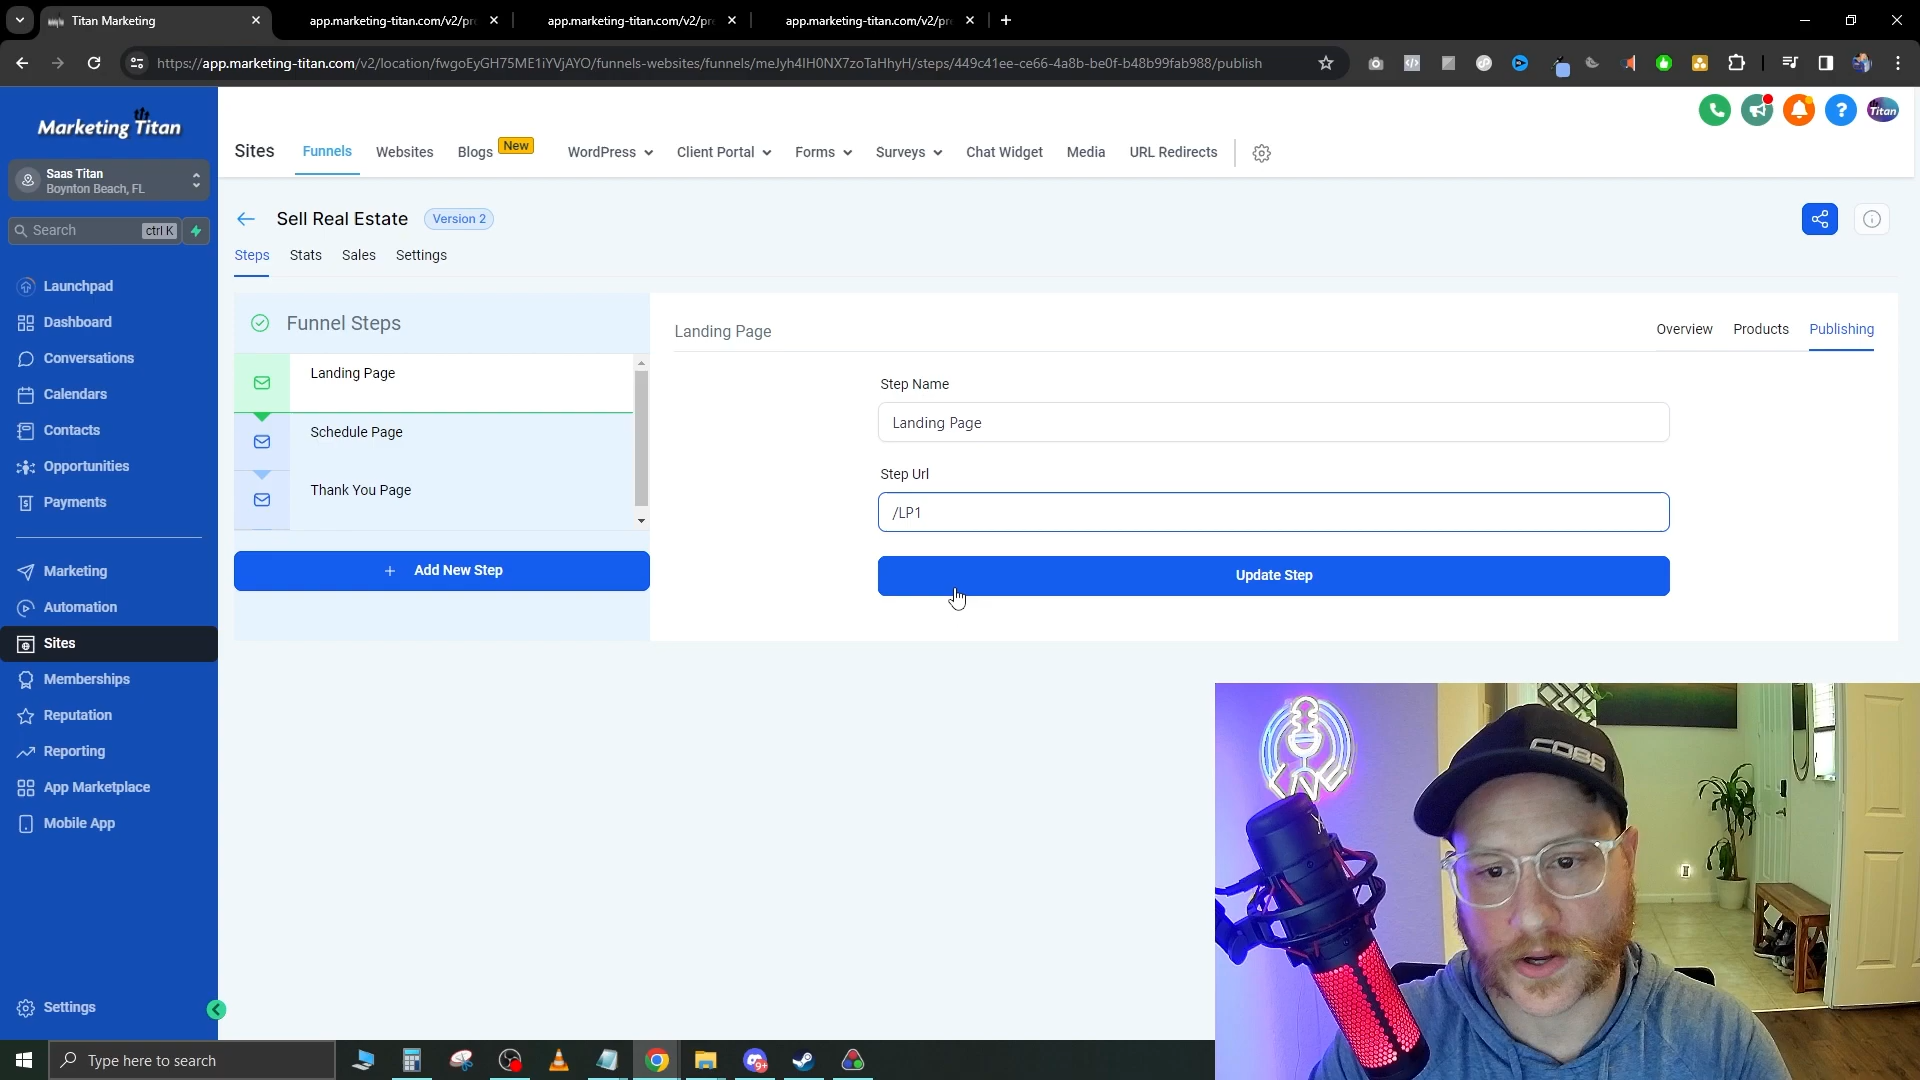 Titan Marketing
app.marketing-titan.com/v2/pr
app.marketing-titan.com/v2/pr
app.marketing-titan.com/v2/pr
https://app.marketing-titan.com/v2/location/fwgoEyGH75ME1iYVjAYO/funnels-websites/funnels/meJyh4IH0NX7zoTaHhyH/steps/449c41ee-ce66-4a8b-be0f-b48b99fab988/publish
Marketing Titan
Titan
Sites
Funnels
Websites
Blogs
New
WordPress
Client Portal
Forms
Surveys
Chat Widget
Media
URL Redirects
Saas Titan
Boynton Beach, FL
Search
ctrl K
Launchpad
Dashboard
Conversations
Calendars
Contacts
Opportunities
Payments
Marketing
Automation
Sites
Memberships
Reputation
Reporting
App Marketplace
Mobile App
Settings
Sell Real Estate
Version 2
Steps
Stats
Sales
Settings
Funnel Steps
Landing Page
Schedule Page
Thank You Page
+ Add New Step
Landing Page
Overview
Products
Publishing
Step Name
Landing Page
Step Url
/LP1
Update Step
COBB
Type here to search
9+